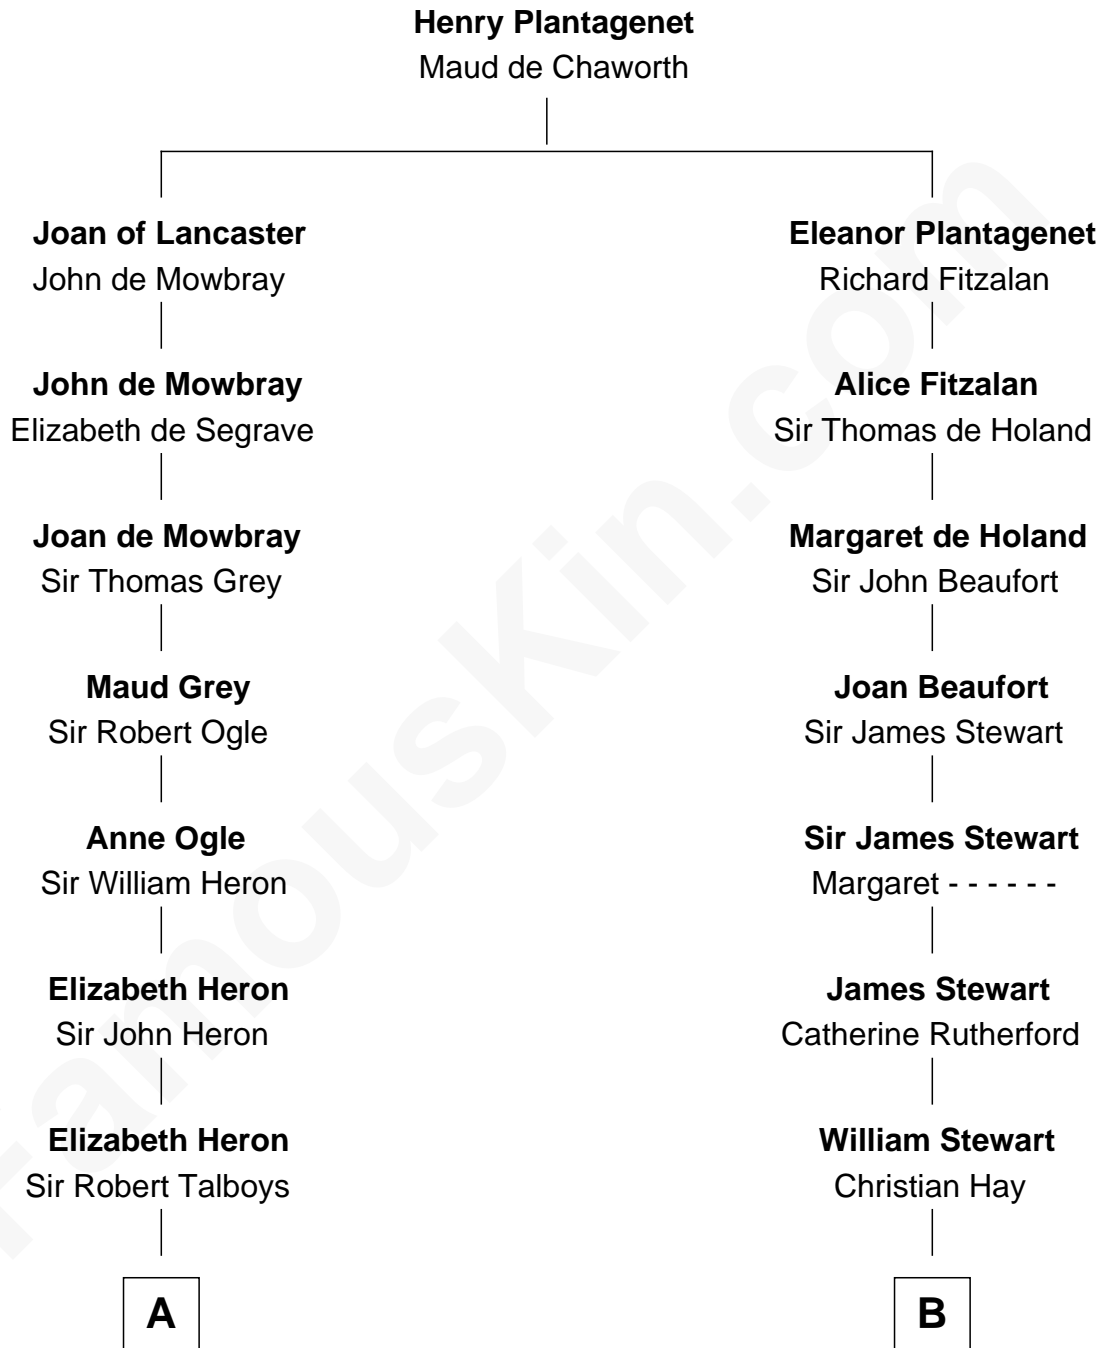 Henry Plantagenet
Maud de Chaworth
Joan of Lancaster
John de Mowbray
Eleanor Plantagenet
Richard Fitzalan
John de Mowbray
Elizabeth de Segrave
Alice Fitzalan
Sir Thomas de Holand
Joan de Mowbray
Sir Thomas Grey
Margaret de Holand
Sir John Beaufort
Maud Grey
Sir Robert Ogle
Joan Beaufort
Sir James Stewart
Anne Ogle
Sir William Heron
Sir James Stewart
Margaret - - - - - -
Elizabeth Heron
Sir John Heron
James Stewart
Catherine Rutherford
Elizabeth Heron
Sir Robert Talboys
William Stewart
Christian Hay
A
B
FamousKin.com